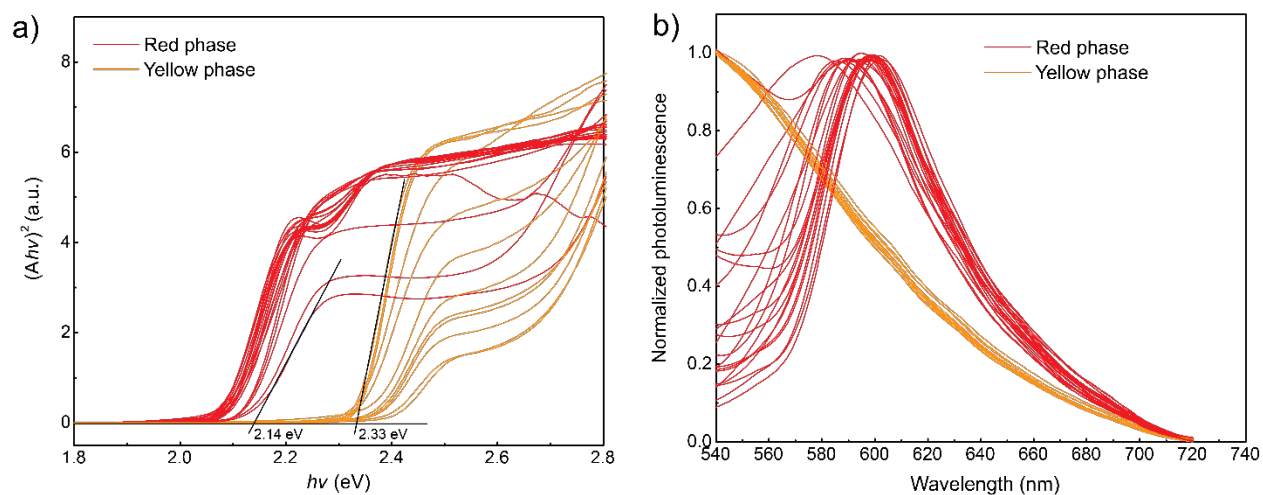 a)
Red phase
Yellow phase
8
6
4
2
0
(Ahv)² (a.u.)
2.14 eV
2.33 eV
1.8
2.0
2.2
2.4
2.6
2.8
hv (eV)
b)
Red phase
Yellow phase
1.0
0.8
0.6
0.4
0.2
0.0
Normalized photoluminescence
540
560
580
600
620
640
660
680
700
720
740
Wavelength (nm)